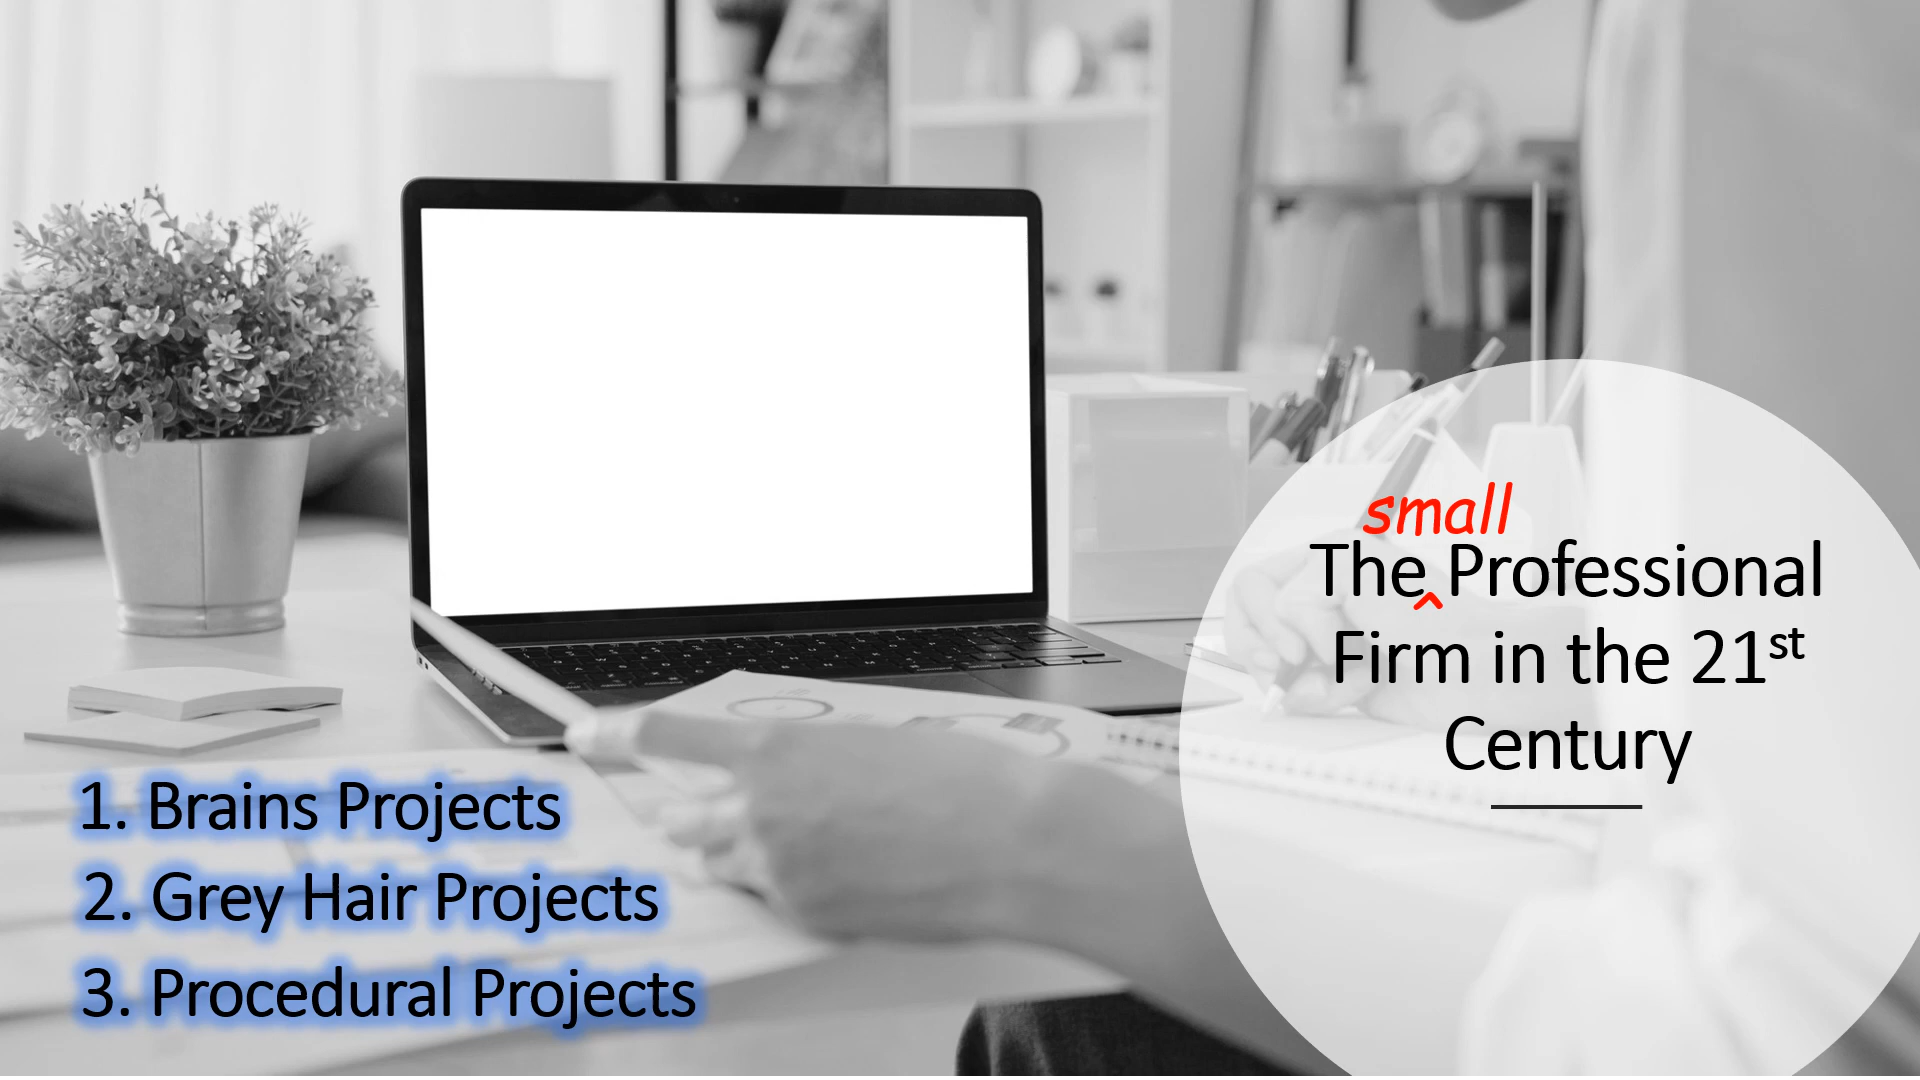 small
The ^ Professional
Firm in the 21st
Century
1. Brains Projects
2. Grey Hair Projects
3. Procedural Projects